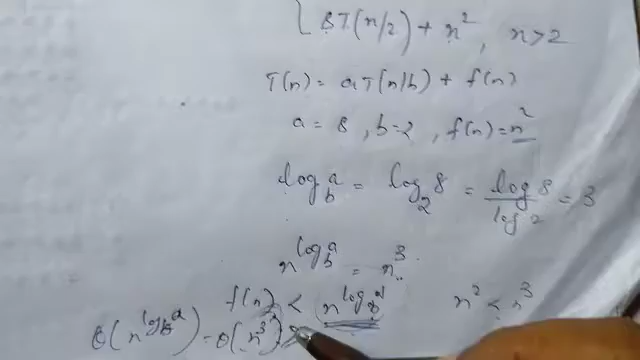 8T(n/2) + n², n>2
T(n) = aT(n/b) + f(n)
a = 8, b=2, f(n)=n²
log_b a = log_2 8 = log 8 / log 2 = 3
n^log_b a = n³
f(n) < n^log_b a n² < n³
θ(n^log_b a) = θ(n³)